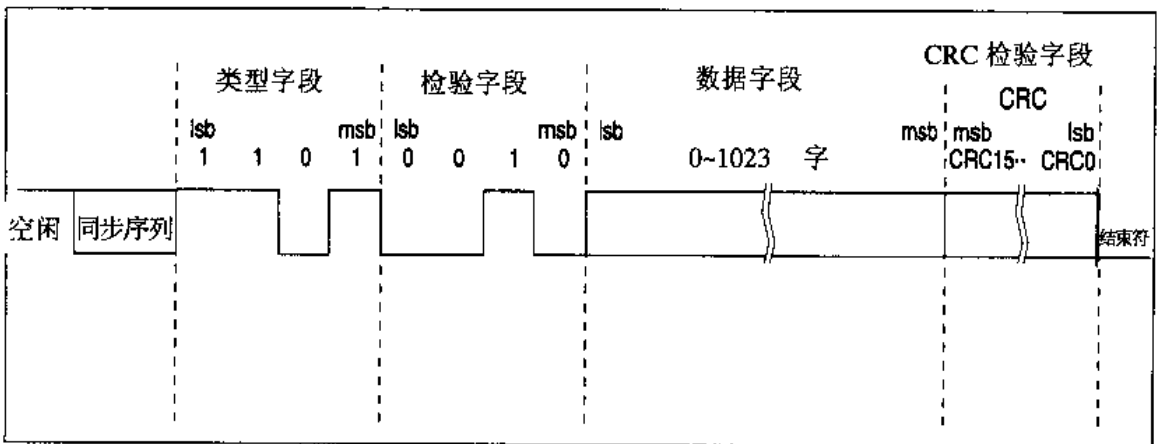 CRC 检验字段
类型字段 检验字段 数据字段
CRC
lsb msb lsb msb lsb msb msb lsb
1 1 0 1 0 0 1 0 0~1023 字 CRC15·· CRC0
空闲 同步序列 结束符